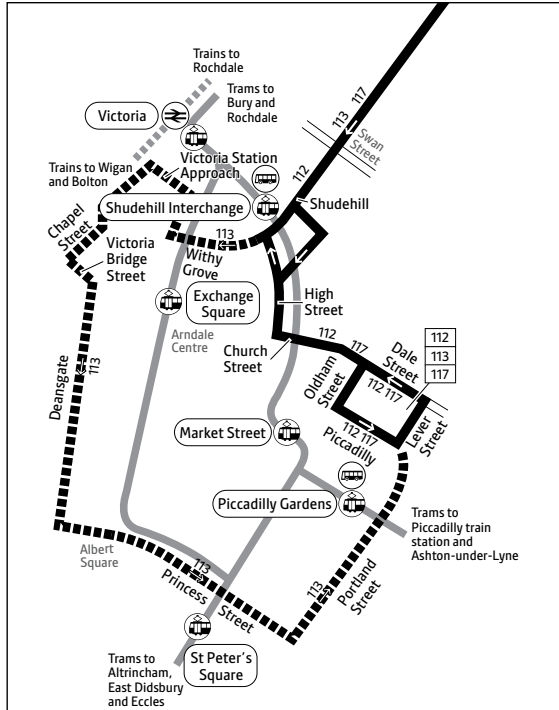 Trains to
Rochdale
Trams to
Bury and
Rochdale
Victoria
113 117
Swan
Street
Trains to Wigan
and Bolton
Victoria Station
Approach
112
Shudehill Interchange
Shudehill
Chapel
Street
113
Withy
Grove
Victoria
Bridge
Street
Exchange
Square
High
Street
Arndale
Centre
Church
Street
112 117
Dale
Street
112
113
117
Deansgate
113
Oldham
Street
112 117
112 117
Piccadilly
Lever
Street
Market Street
Piccadilly Gardens
Trams to
Piccadilly train
station and
Ashton-under-Lyne
Albert
Square
113
Princess
Street
113
Portland
Street
St Peter's
Square
Trams to
Altrincham,
East Didsbury
and Eccles